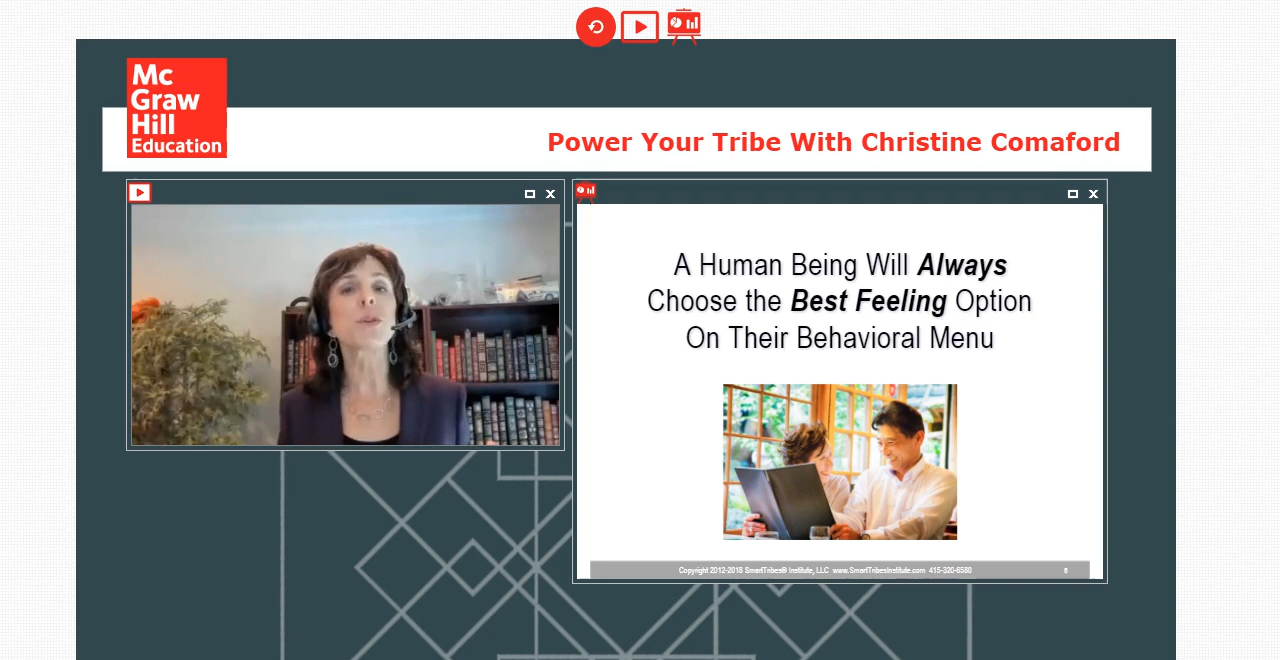 Mc
Graw
Hill
Education
Power Your Tribe With Christine Comaford
A Human Being Will Always
Choose the Best Feeling Option
On Their Behavioral Menu
Copyright 2012-2018 SmartTribes® Institute, LLC www.SmartTribesInstitute.com 415-320-6580
6